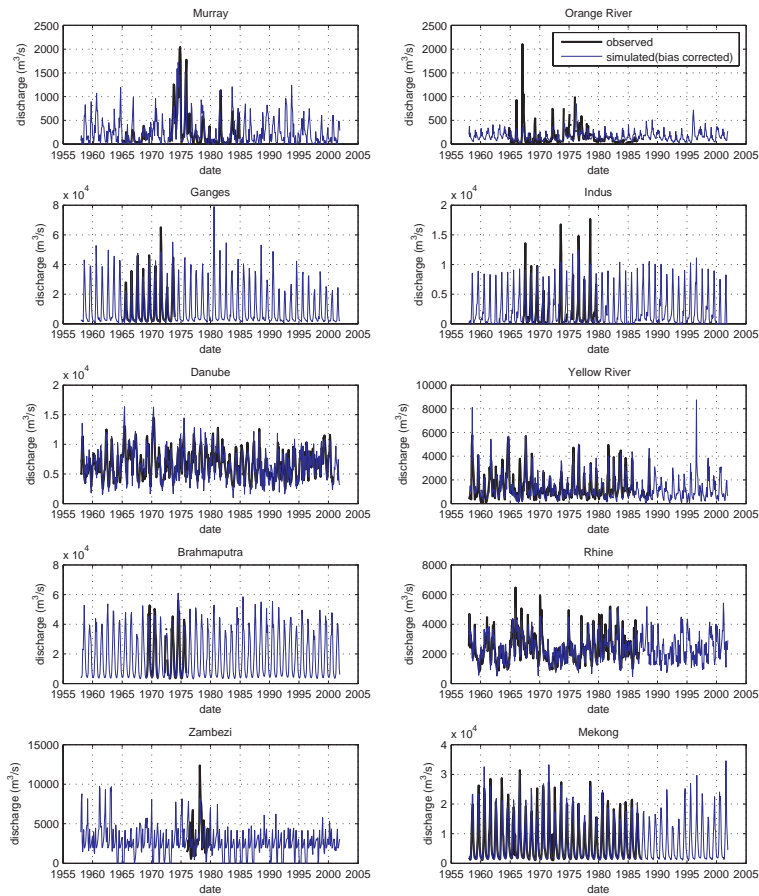 Murray
discharge (m³/s)
2500
2000
1500
1000
500
0
1955 1960 1965 1970 1975 1980 1985 1990 1995 2000 2005
date
Orange River
observed
simulated(bias corrected)
discharge (m³/s)
2500
2000
1500
1000
500
0
1955 1960 1965 1970 1975 1980 1985 1990 1995 2000 2005
date
Ganges
x 10⁴
discharge (m³/s)
8
6
4
2
0
1955 1960 1965 1970 1975 1980 1985 1990 1995 2000 2005
date
Indus
x 10⁴
discharge (m³/s)
2
1.5
1
0.5
0
1955 1960 1965 1970 1975 1980 1985 1990 1995 2000 2005
date
Danube
x 10⁴
discharge (m³/s)
2
1.5
1
0.5
0
1955 1960 1965 1970 1975 1980 1985 1990 1995 2000 2005
date
Yellow River
discharge (m³/s)
10000
8000
6000
4000
2000
0
1955 1960 1965 1970 1975 1980 1985 1990 1995 2000 2005
date
Brahmaputra
x 10⁴
discharge (m³/s)
8
6
4
2
0
1955 1960 1965 1970 1975 1980 1985 1990 1995 2000 2005
date
Rhine
discharge (m³/s)
8000
6000
4000
2000
0
1955 1960 1965 1970 1975 1980 1985 1990 1995 2000 2005
date
Zambezi
discharge (m³/s)
15000
10000
5000
0
1955 1960 1965 1970 1975 1980 1985 1990 1995 2000 2005
date
Mekong
x 10⁴
discharge (m³/s)
4
3
2
1
0
1955 1960 1965 1970 1975 1980 1985 1990 1995 2000 2005
date